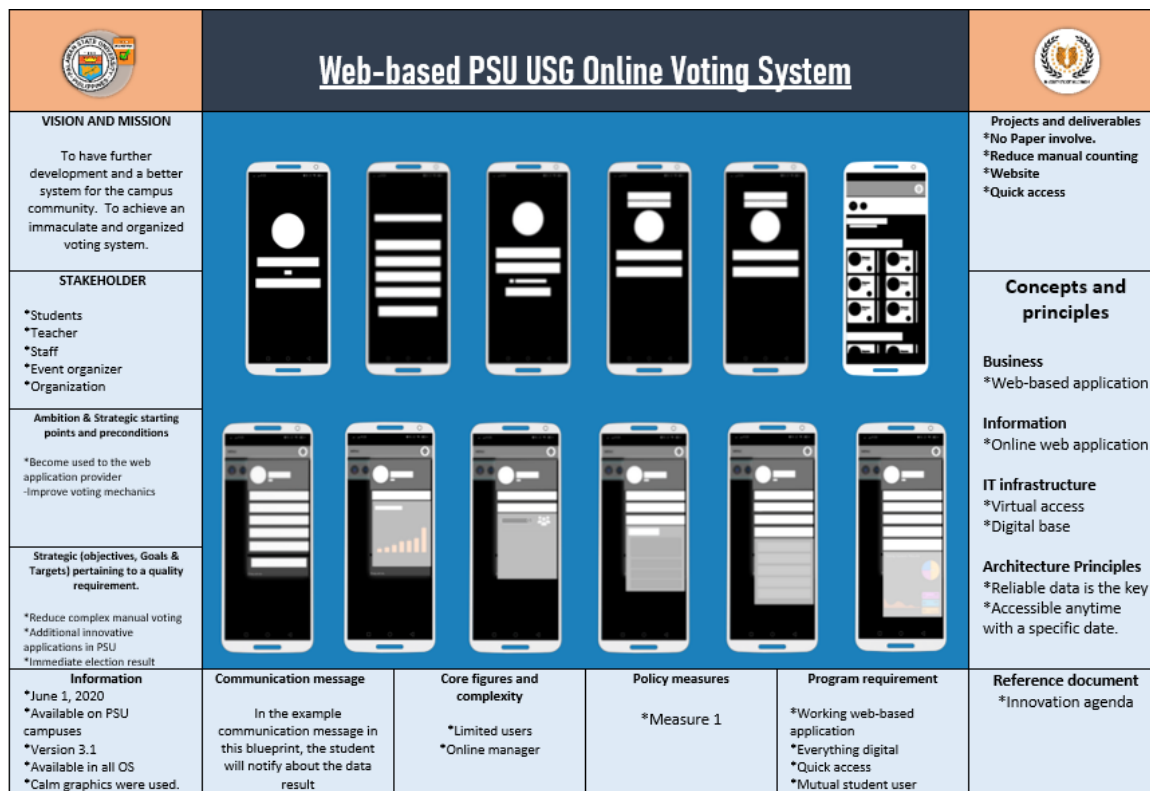 Web-based PSU USG Online Voting System
VISION AND MISSION
To have further
development and a better
system for the campus
community. To achieve an
immaculate and organized
voting system.
STAKEHOLDER
*Students
*Teacher
*Staff
*Event organizer
*Organization
Ambition & Strategic starting
points and preconditions
*Become used to the web
application provider
-Improve voting mechanics
Strategic (objectives, Goals &
Targets) pertaining to a quality
requirement.
*Reduce complex manual voting
*Additional innovative
applications in PSU
*Immediate election result
Information
*June 1, 2020
*Available on PSU
campuses
*Version 3.1
*Available in all OS
*Calm graphics were used.
Communication message
In the example
communication message in
this blueprint, the student
will notify about the data
result
Core figures and
complexity
*Limited users
*Online manager
Policy measures
*Measure 1
Program requirement
*Working web-based
application
*Everything digital
*Quick access
*Mutual student user
Projects and deliverables
*No Paper involve.
*Reduce manual counting
*Website
*Quick access
Concepts and
principles
Business
*Web-based application
Information
*Online web application
IT infrastructure
*Virtual access
*Digital base
Architecture Principles
*Reliable data is the key
*Accessible anytime
with a specific date.
Reference document
*Innovation agenda